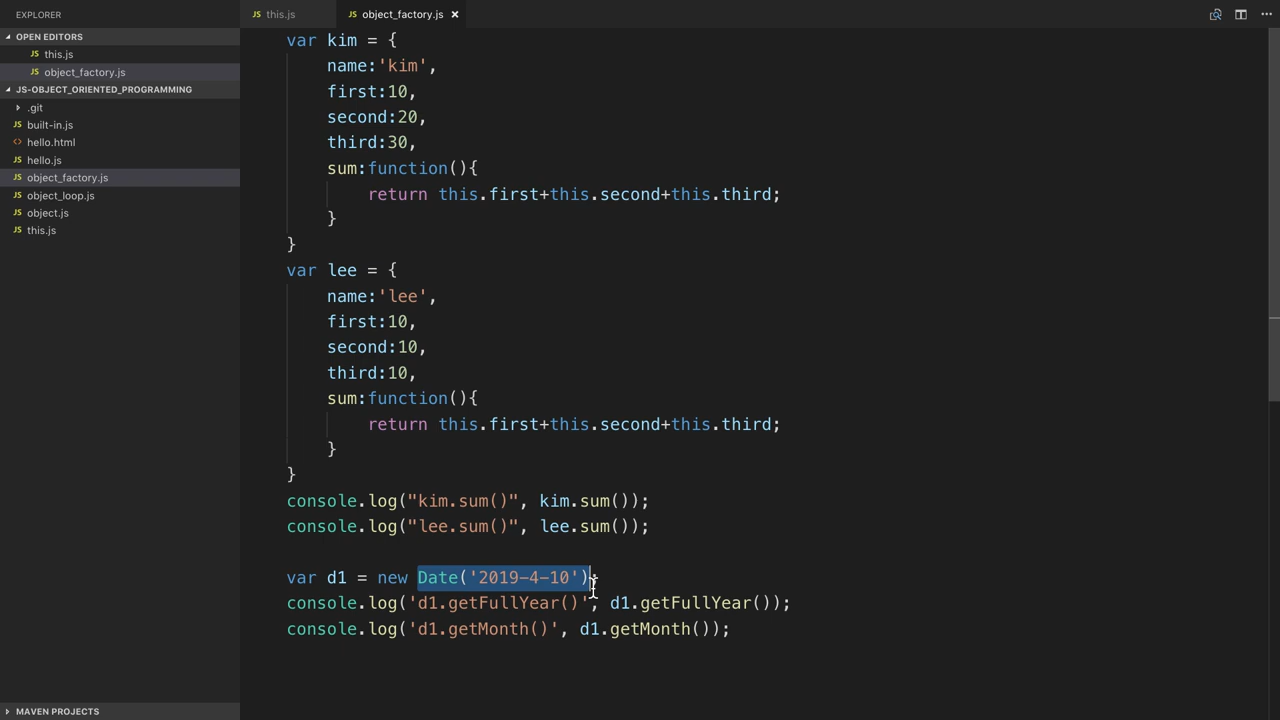 EXPLORER
OPEN EDITORS
JS this.js
JS object_factory.js
JS-OBJECT_ORIENTED_PROGRAMMING
.git
JS built-in.js
<> hello.html
JS hello.js
JS object_factory.js
JS object_loop.js
JS object.js
JS this.js
MAVEN PROJECTS
JS this.js
JS object_factory.js ×
var kim = {
    name:'kim',
    first:10,
    second:20,
    third:30,
    sum:function(){
        return this.first+this.second+this.third;
    }
}
var lee = {
    name:'lee',
    first:10,
    second:10,
    third:10,
    sum:function(){
        return this.first+this.second+this.third;
    }
}
console.log("kim.sum()", kim.sum());
console.log("lee.sum()", lee.sum());
var d1 = new Date('2019-4-10');
console.log('d1.getFullYear()', d1.getFullYear());
console.log('d1.getMonth()', d1.getMonth());